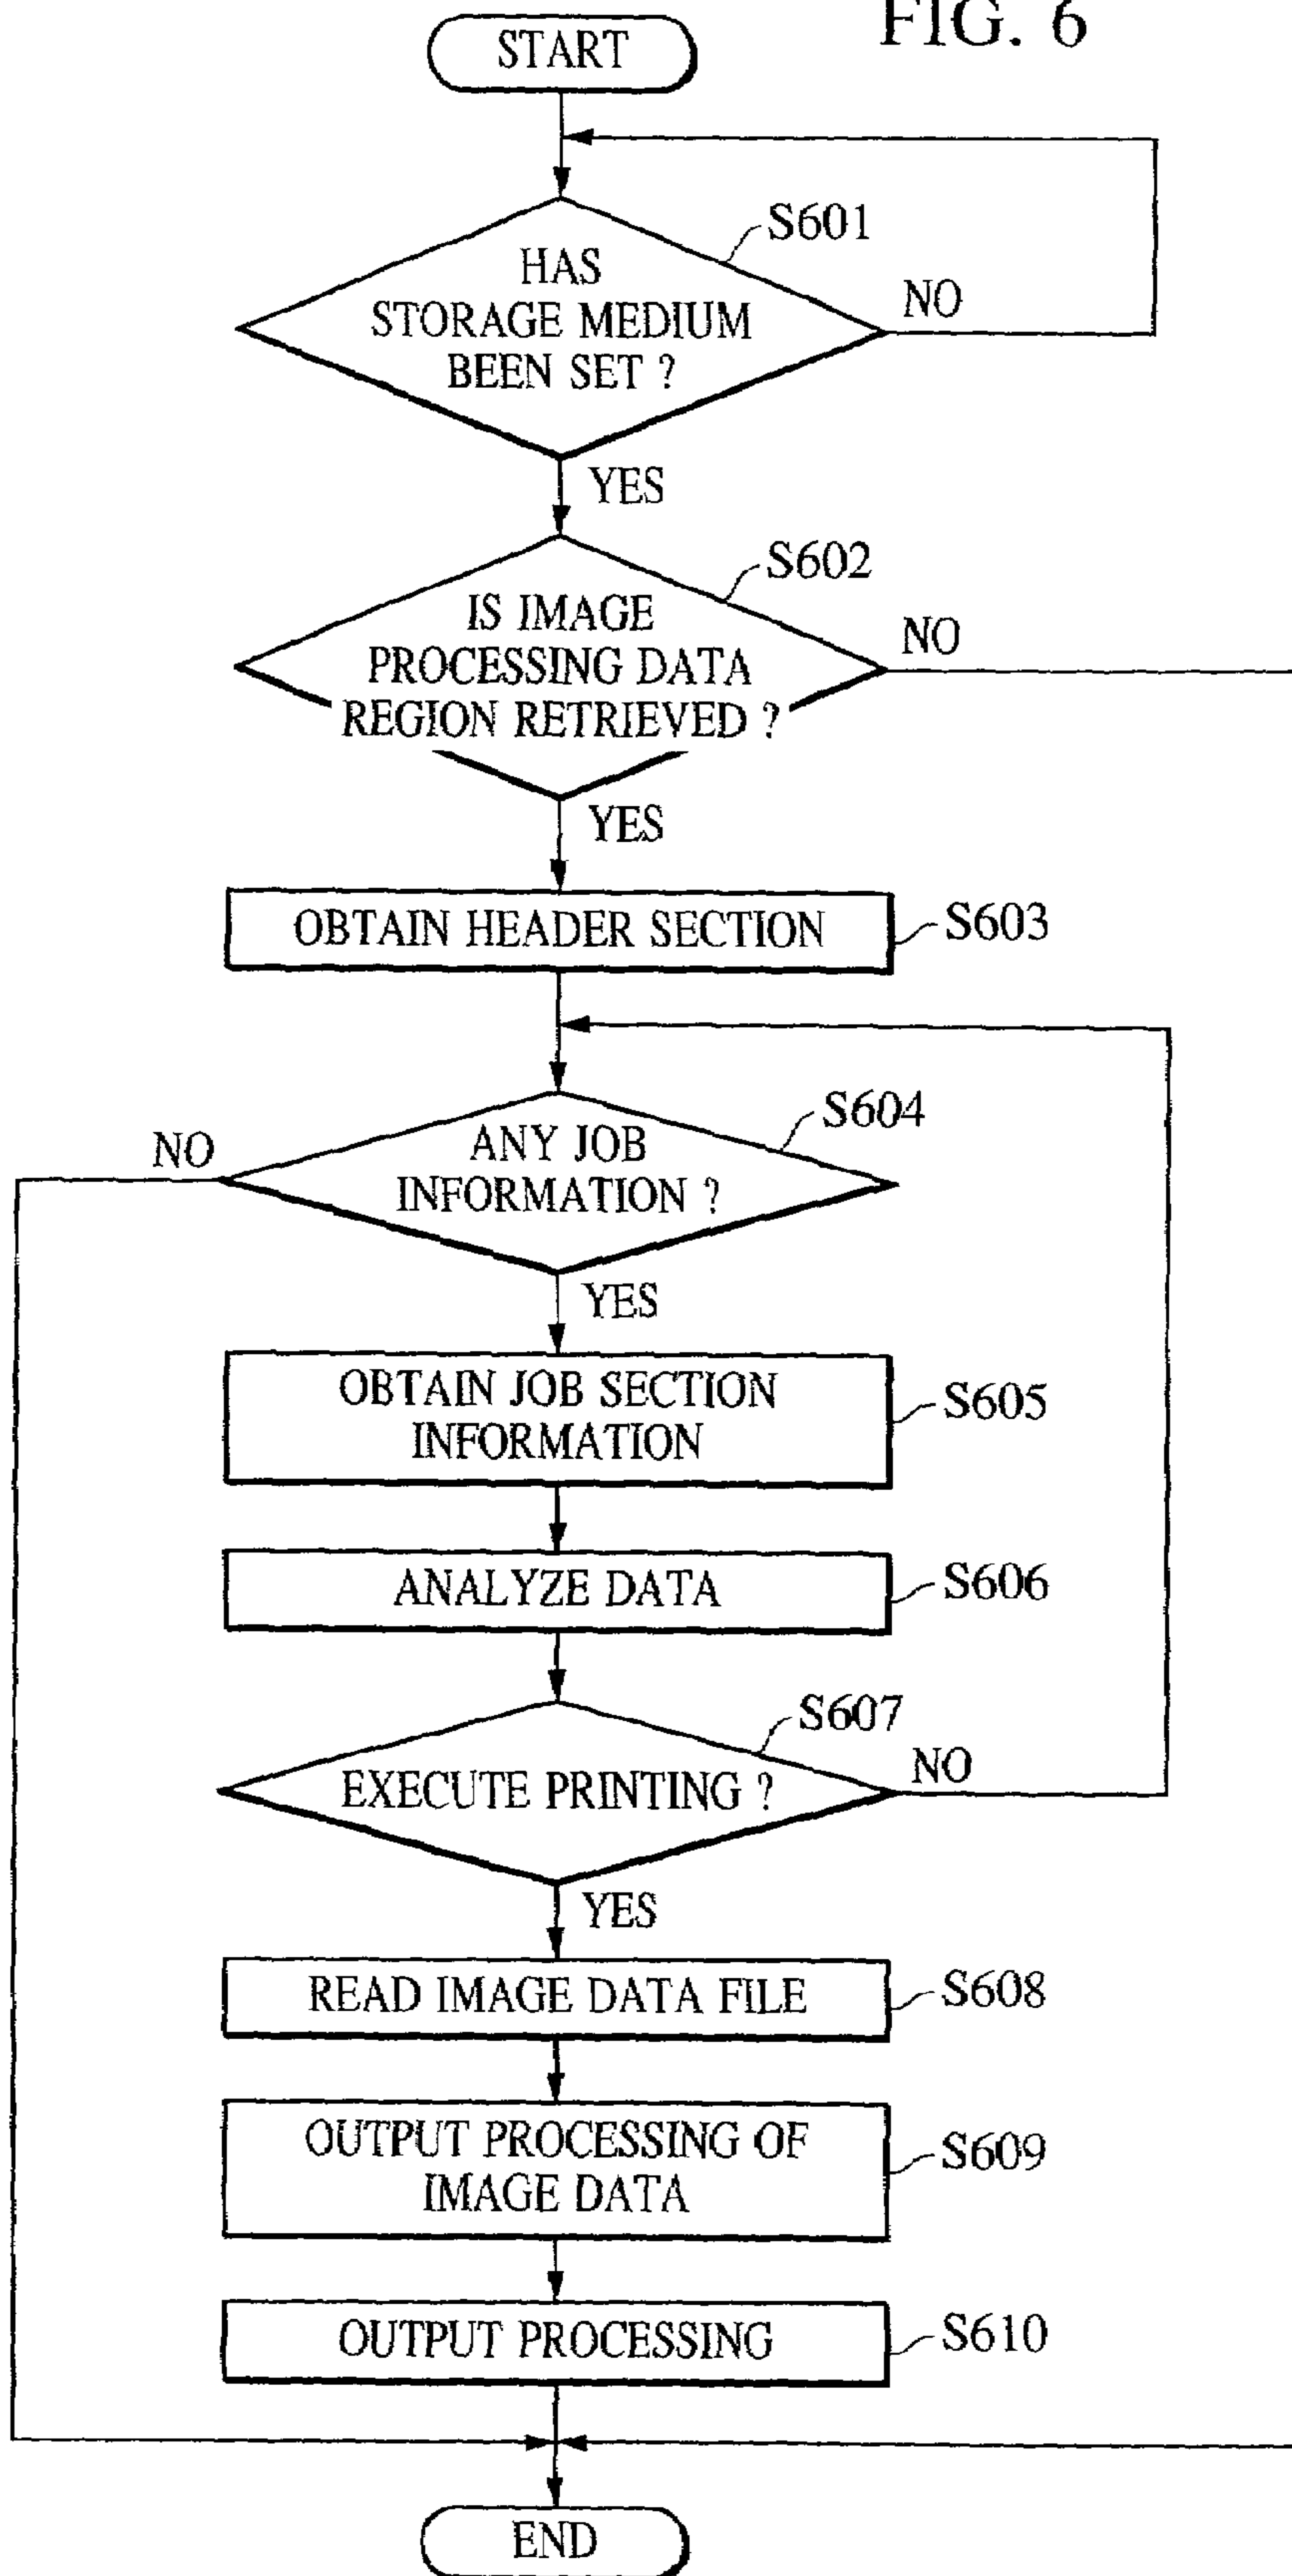 FIG. 6
START
S601
HAS
STORAGE MEDIUM
BEEN SET ?
NO
YES
S602
IS IMAGE
PROCESSING DATA
REGION RETRIEVED ?
NO
YES
OBTAIN HEADER SECTION
S603
S604
NO
ANY JOB
INFORMATION ?
YES
OBTAIN JOB SECTION
INFORMATION
S605
ANALYZE DATA
S606
S607
EXECUTE PRINTING ?
NO
YES
READ IMAGE DATA FILE
S608
OUTPUT PROCESSING OF
IMAGE DATA
S609
OUTPUT PROCESSING
S610
END